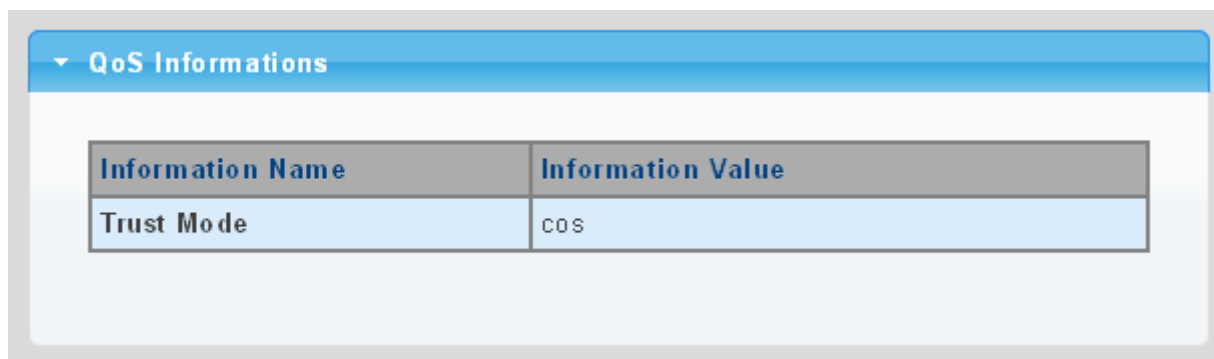 QoS Informations
Information Name Information Value
Trust Mode cos